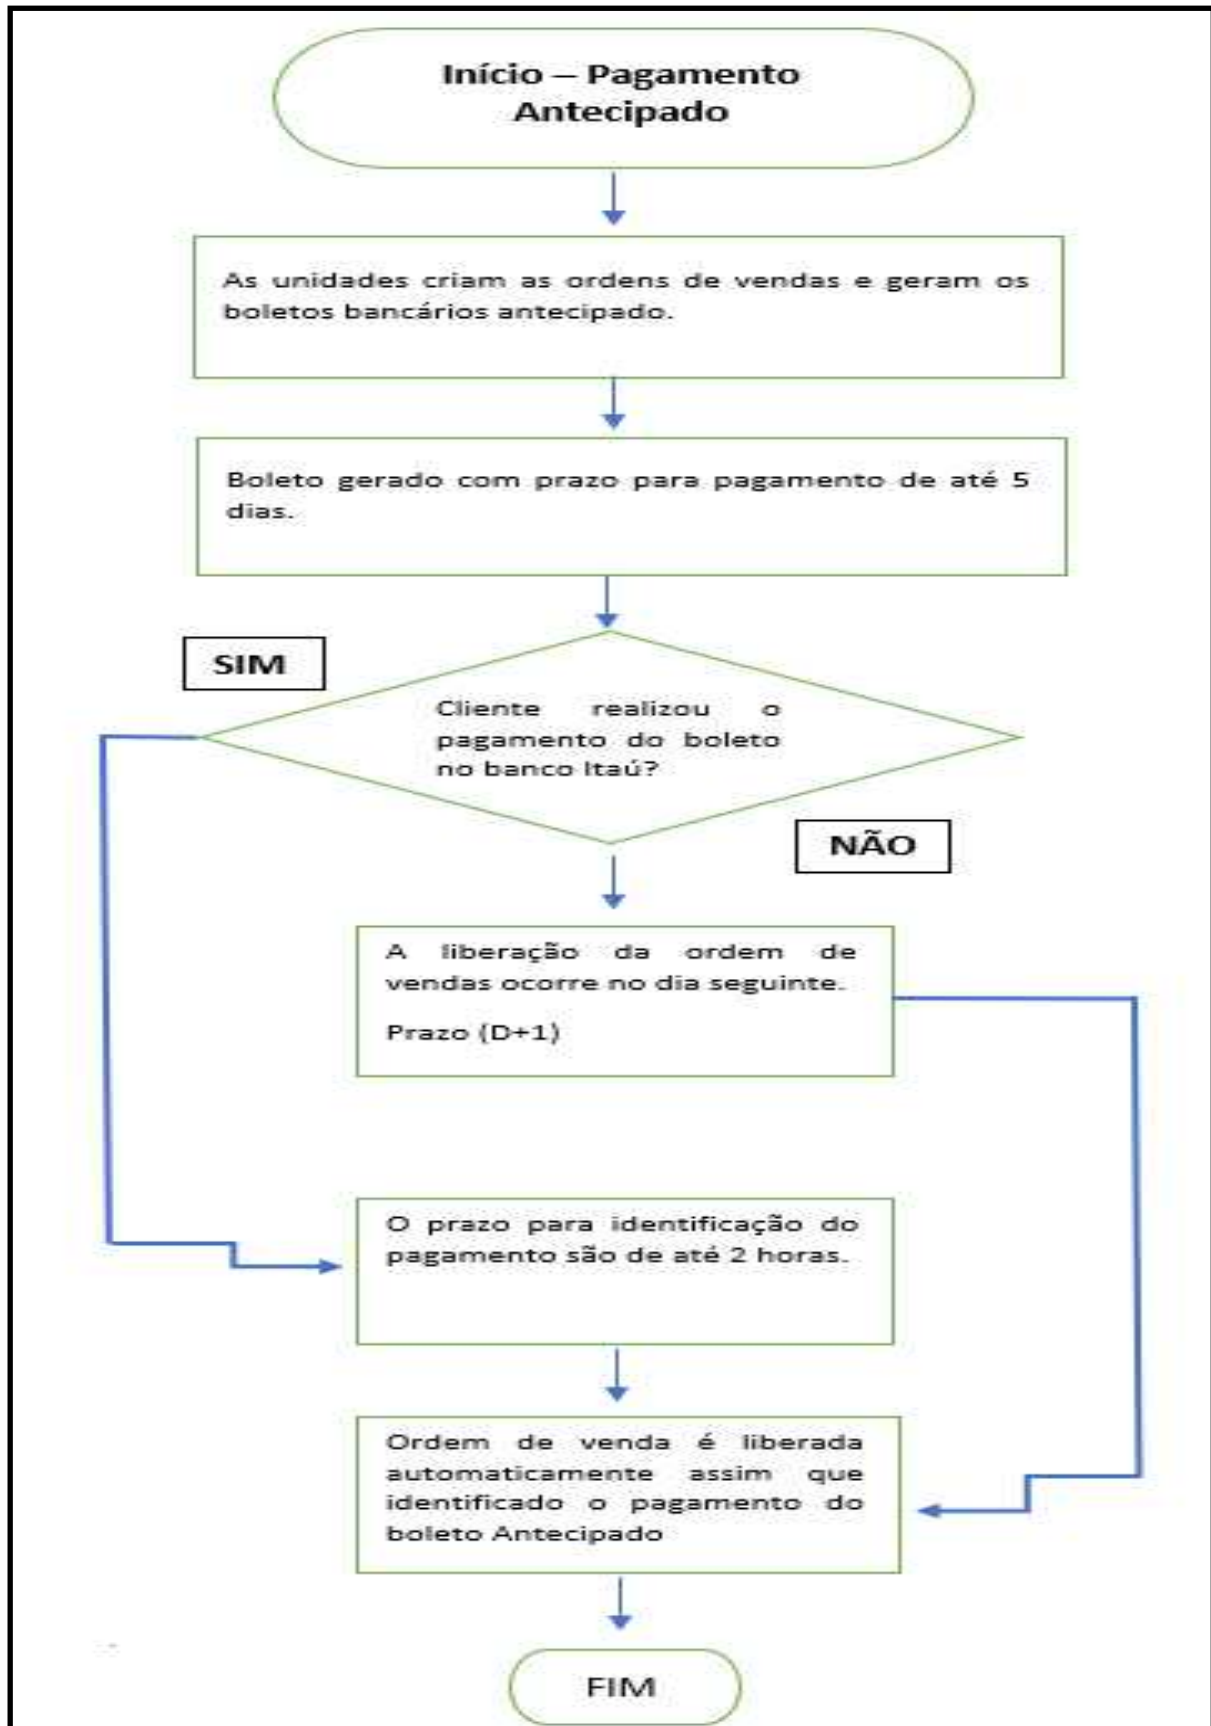 Início – Pagamento
Antecipado
As unidades criam as ordens de vendas e geram os
boletos bancários antecipado.
Boleto gerado com prazo para pagamento de até 5
dias.
SIM
Cliente realizou o
pagamento do boleto
no banco Itaú?
NÃO
A liberação da ordem de
vendas ocorre no dia seguinte.
Prazo (D+1)
O prazo para identificação do
pagamento são de até 2 horas.
Ordem de venda é liberada
automaticamente assim que
identificado o pagamento do
boleto Antecipado
FIM